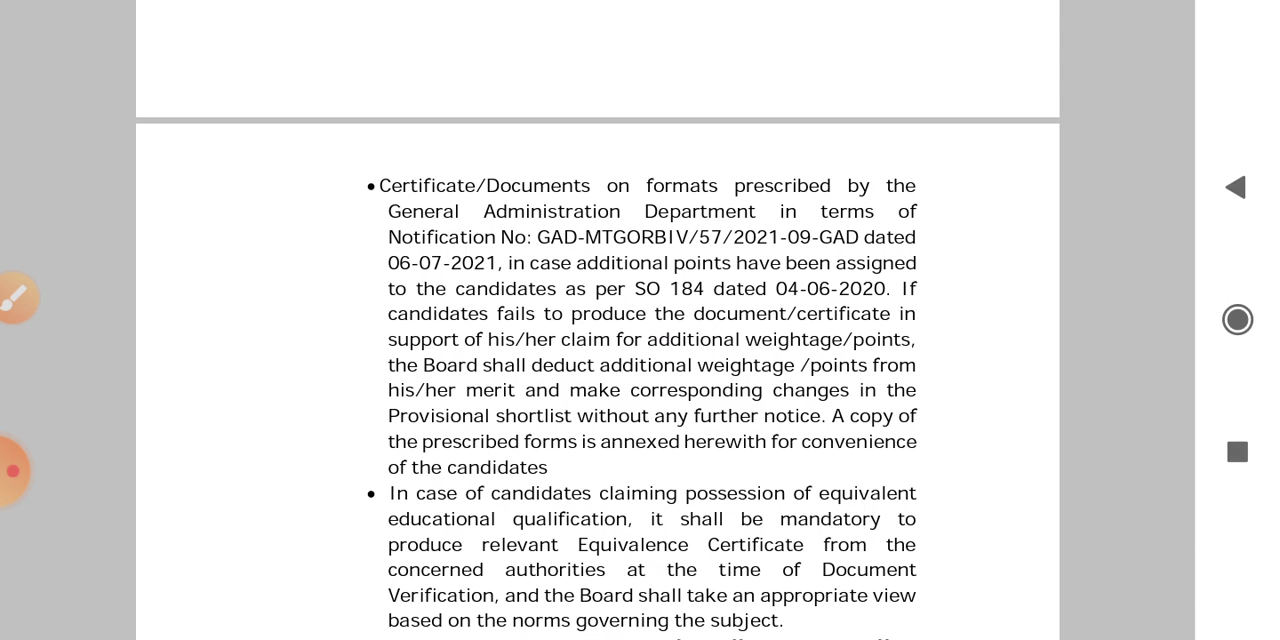 • Certificate/Documents on formats prescribed by the
General Administration Department in terms of
Notification No: GAD-MTGORBIV/57/2021-09-GAD dated
06-07-2021, in case additional points have been assigned
to the candidates as per SO 184 dated 04-06-2020. If
candidates fails to produce the document/certificate in
support of his/her claim for additional weightage/points,
the Board shall deduct additional weightage /points from
his/her merit and make corresponding changes in the
Provisional shortlist without any further notice. A copy of
the prescribed forms is annexed herewith for convenience
of the candidates
• In case of candidates claiming possession of equivalent
educational qualification, it shall be mandatory to
produce relevant Equivalence Certificate from the
concerned authorities at the time of Document
Verification, and the Board shall take an appropriate view
based on the norms governing the subject.